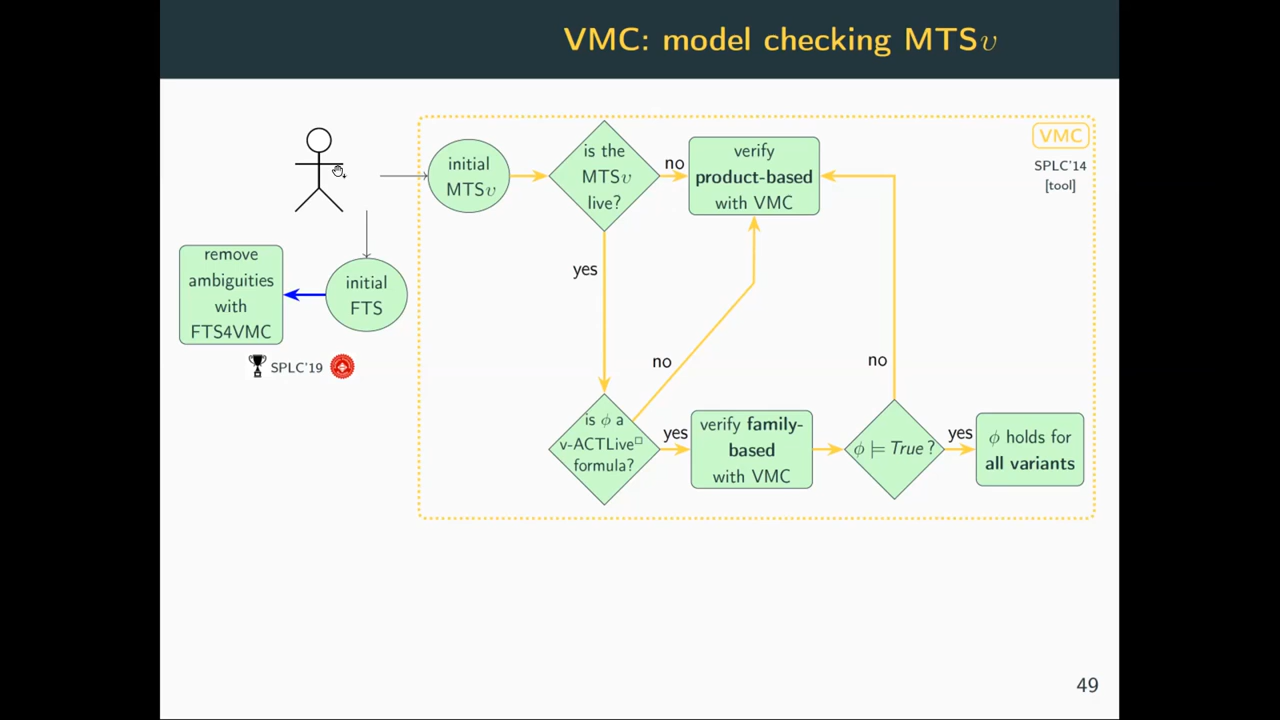 VMC: model checking MTSυ
VMC
SPLC'14
[tool]
initial
MTSυ
is the
MTSυ
live?
no
verify
product-based
with VMC
yes
remove
ambiguities
with
FTS4VMC
initial
FTS
SPLC'19
no
no
is ϕ a
v-ACTLive□
formula?
yes
verify family-
based
with VMC
ϕ ⊨ True ?
yes
ϕ holds for
all variants
49